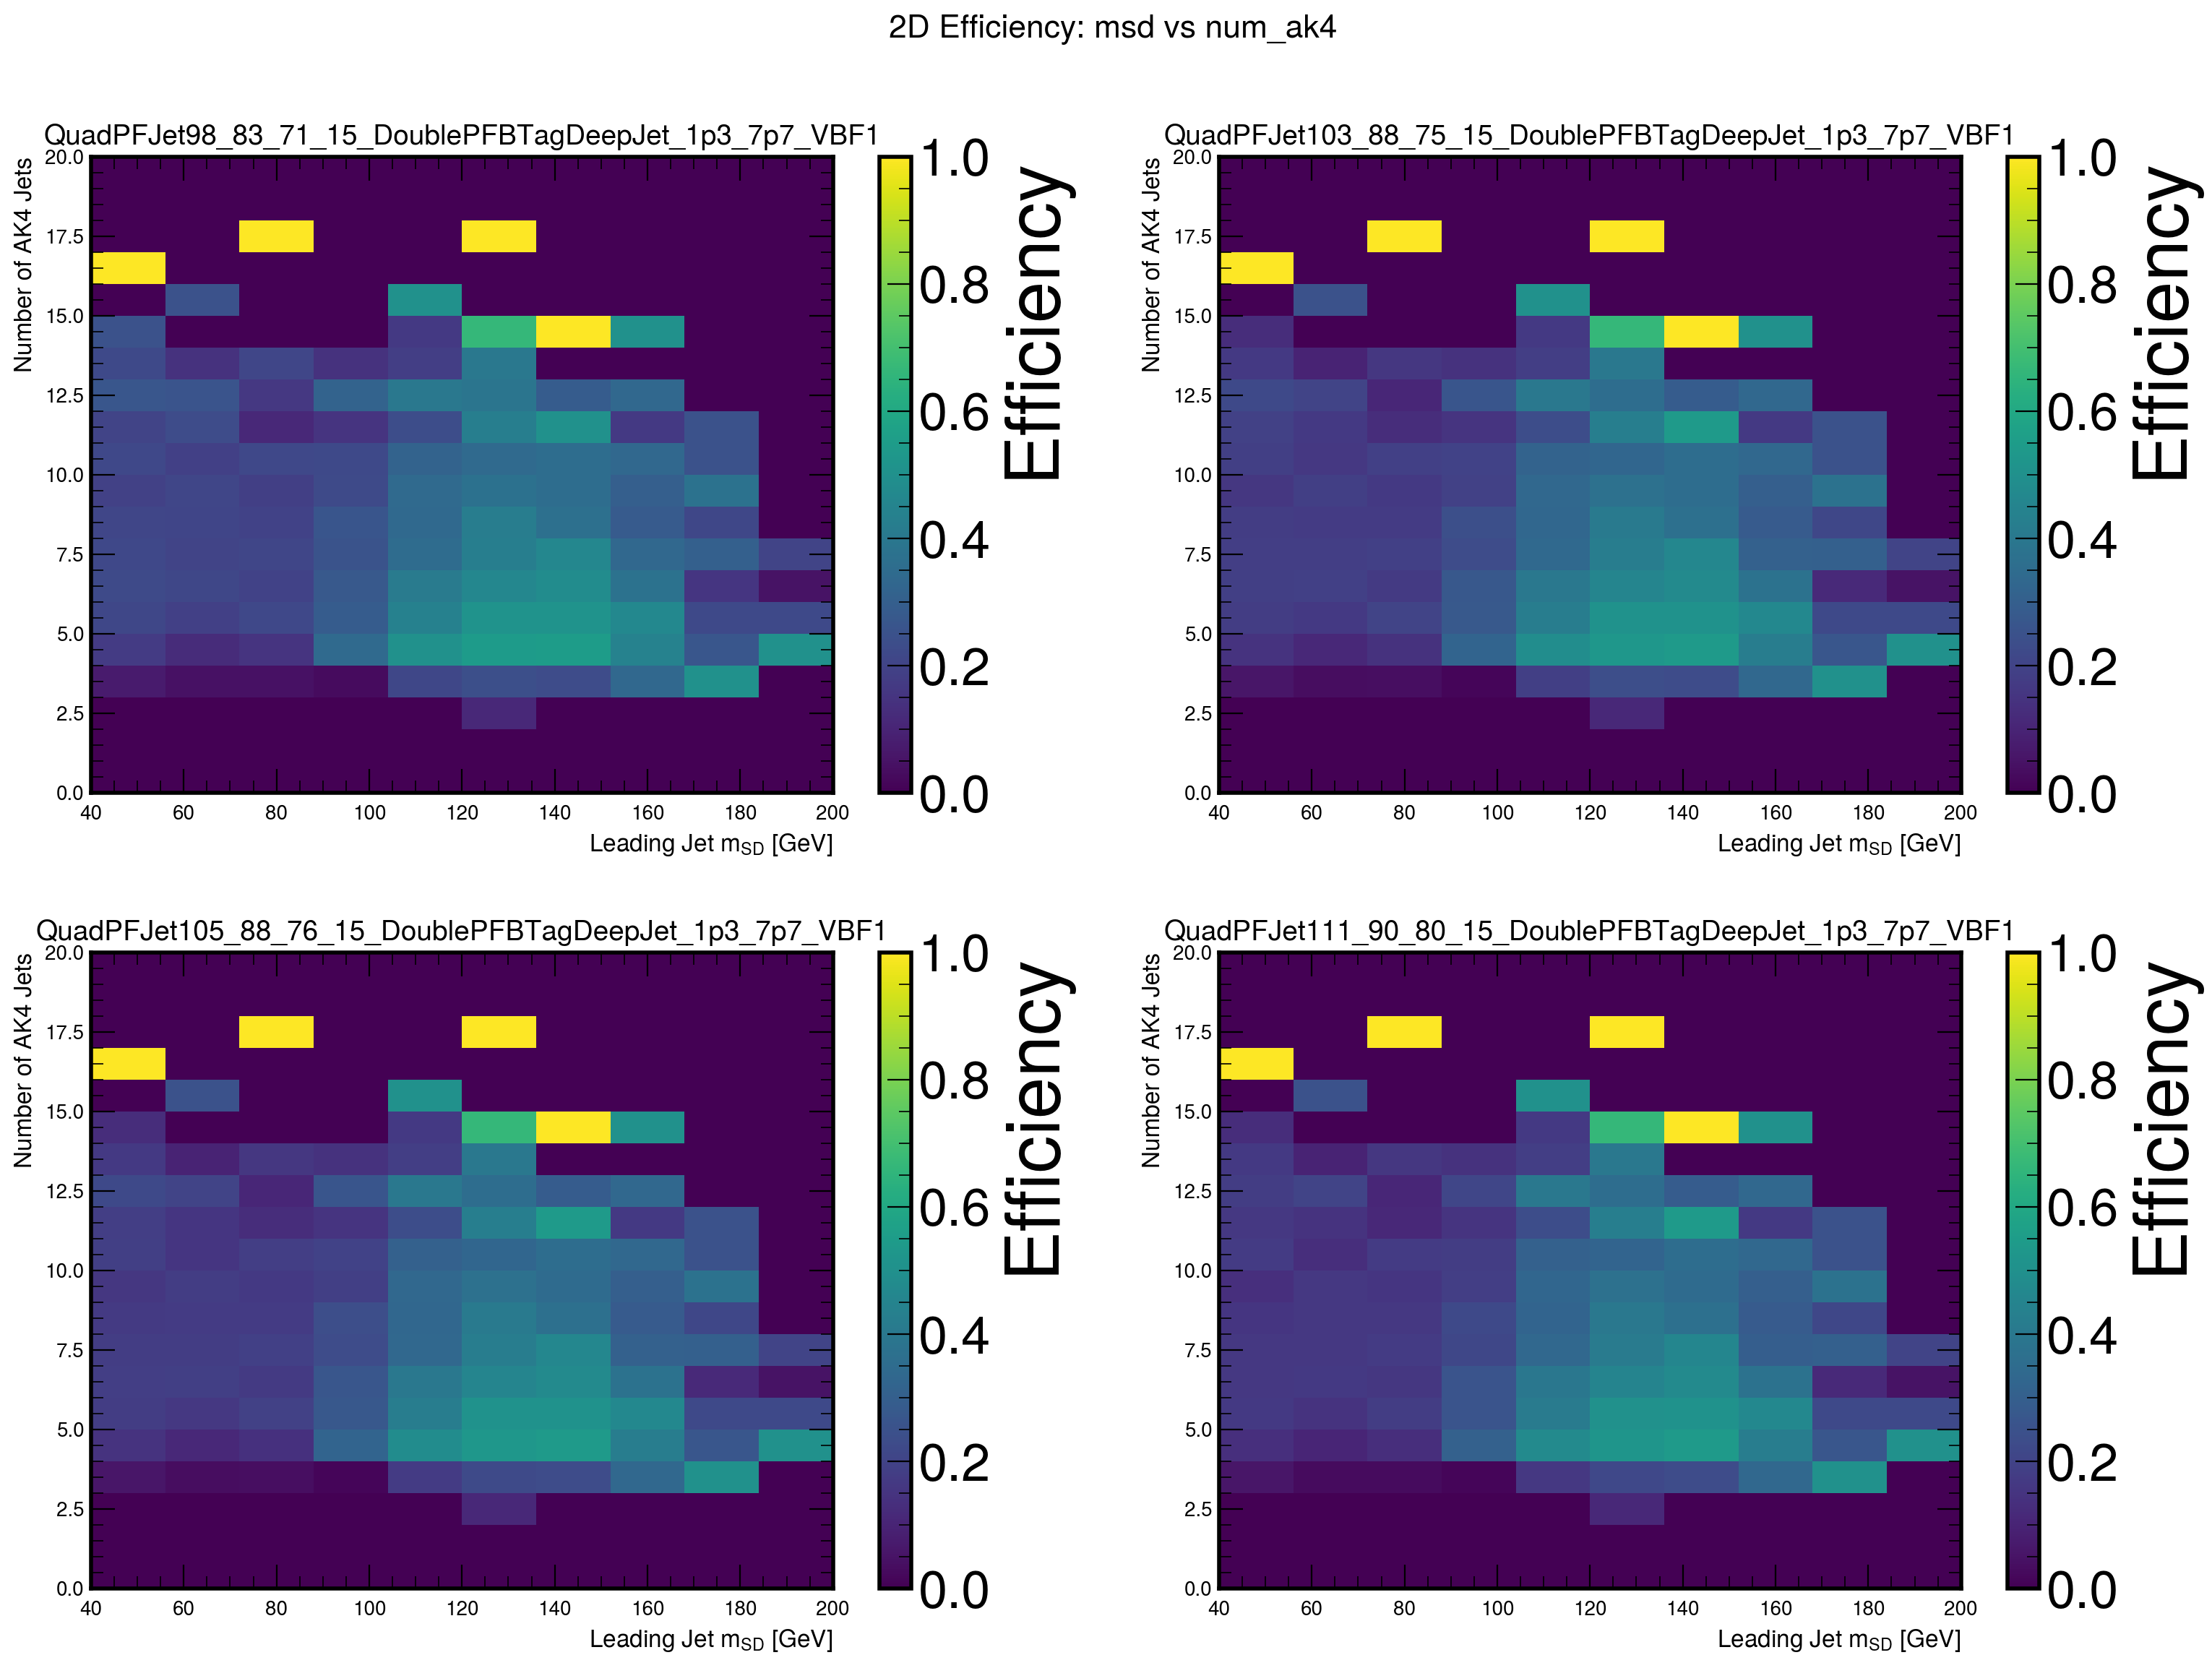 2D Efficiency: msd vs num_ak4
QuadPFJet98_83_71_15_DoublePFBTagDeepJet_1p3_7p7_VBF1
Number of AK4 Jets
20.0
17.5
15.0
12.5
10.0
7.5
5.0
2.5
0.0
40 60 80 100 120 140 160 180 200
Leading Jet mSD [GeV]
1.0
0.8
0.6
0.4
0.2
0.0
Efficiency
QuadPFJet103_88_75_15_DoublePFBTagDeepJet_1p3_7p7_VBF1
Number of AK4 Jets
20.0
17.5
15.0
12.5
10.0
7.5
5.0
2.5
0.0
40 60 80 100 120 140 160 180 200
Leading Jet mSD [GeV]
1.0
0.8
0.6
0.4
0.2
0.0
Efficiency
QuadPFJet105_88_76_15_DoublePFBTagDeepJet_1p3_7p7_VBF1
Number of AK4 Jets
20.0
17.5
15.0
12.5
10.0
7.5
5.0
2.5
0.0
40 60 80 100 120 140 160 180 200
Leading Jet mSD [GeV]
1.0
0.8
0.6
0.4
0.2
0.0
Efficiency
QuadPFJet111_90_80_15_DoublePFBTagDeepJet_1p3_7p7_VBF1
Number of AK4 Jets
20.0
17.5
15.0
12.5
10.0
7.5
5.0
2.5
0.0
40 60 80 100 120 140 160 180 200
Leading Jet mSD [GeV]
1.0
0.8
0.6
0.4
0.2
0.0
Efficiency